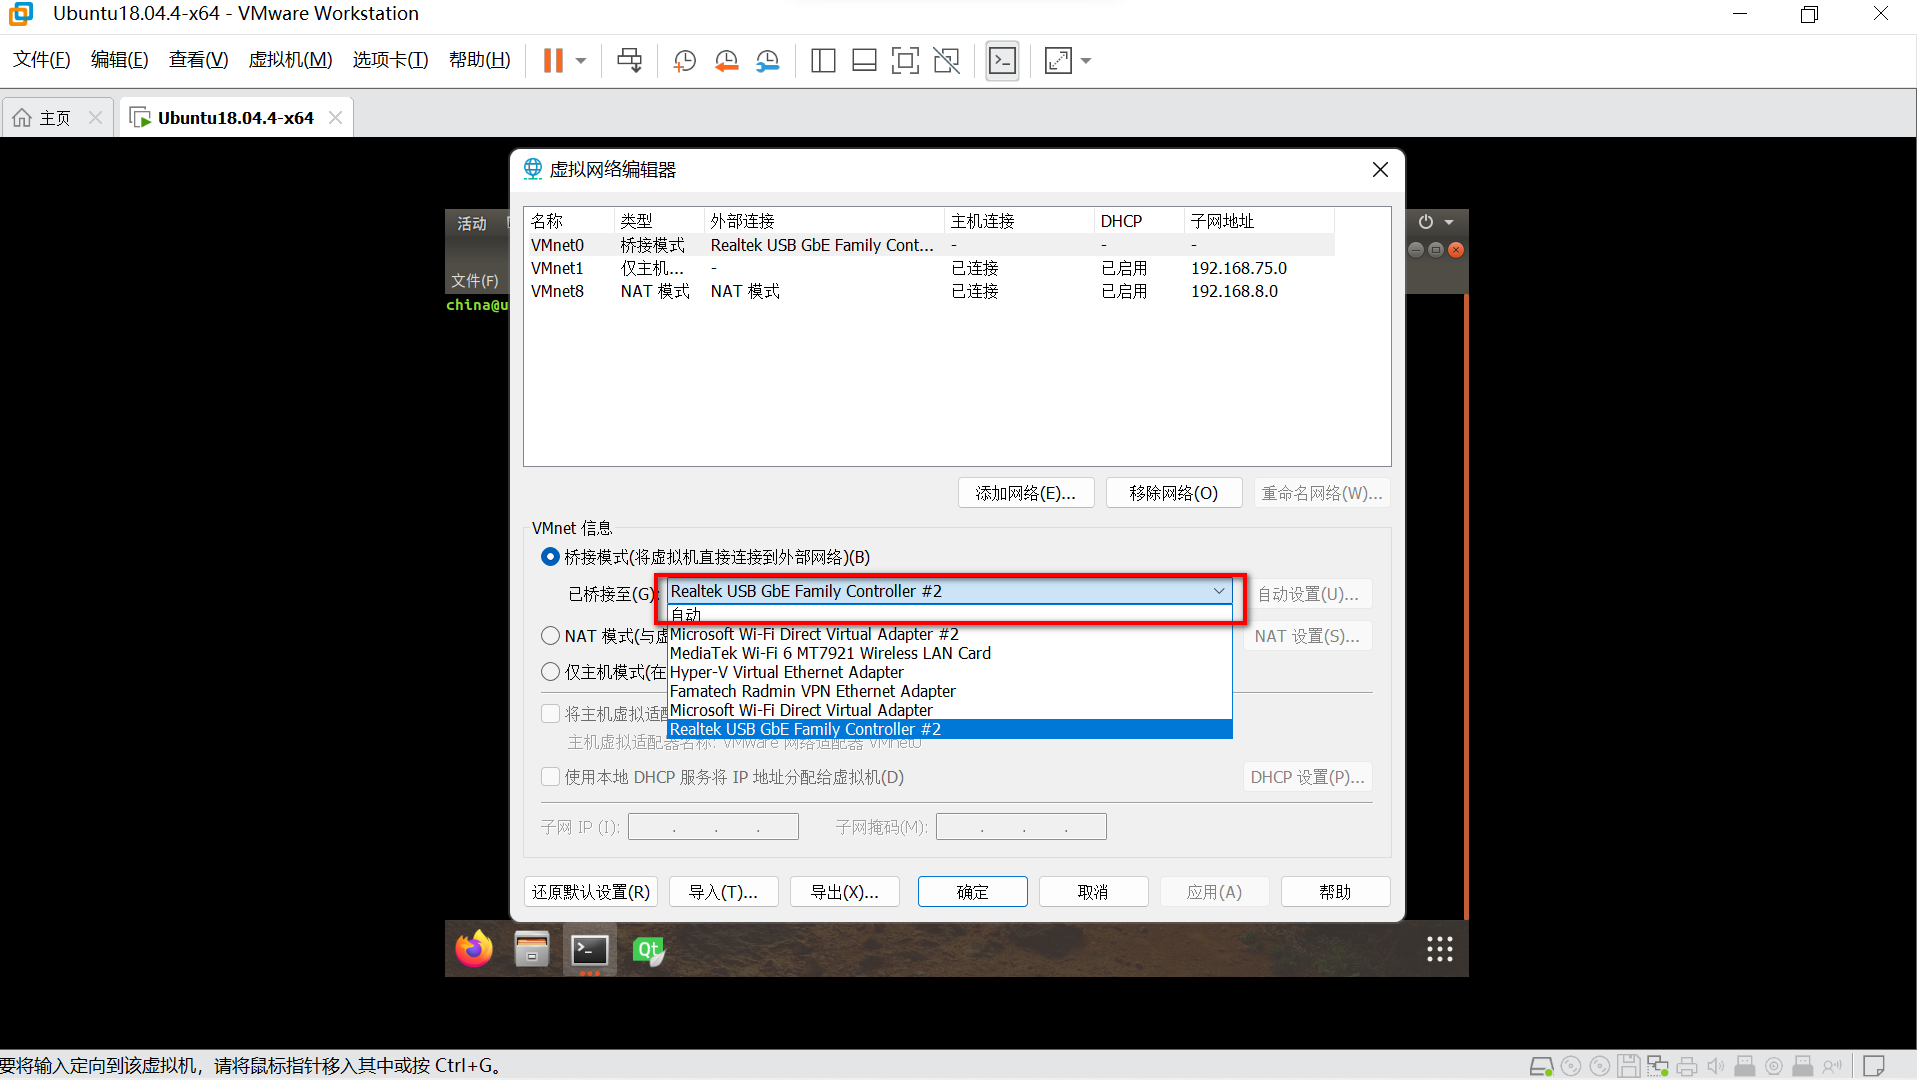 Ubuntu18.04.4-x64 - VMware Workstation
文件(F) 编辑(E) 查看(V) 虚拟机(M) 选项卡(T) 帮助(H)
主页 Ubuntu18.04.4-x64
虚拟网络编辑器
活动
文件(F)
china@u
名称 类型 外部连接 主机连接 DHCP 子网地址
VMnet0 桥接模式 Realtek USB GbE Family Cont... - - -
VMnet1 仅主机... - 已连接 已启用 192.168.75.0
VMnet8 NAT 模式 NAT 模式 已连接 已启用 192.168.8.0
添加网络(E)... 移除网络(O) 重命名网络(W)...
VMnet 信息
桥接模式(将虚拟机直接连接到外部网络)(B)
已桥接至(G): Realtek USB GbE Family Controller #2 自动设置(U)...
自动
NAT 模式(与虚 Microsoft Wi-Fi Direct Virtual Adapter #2 NAT 设置(S)...
MediaTek Wi-Fi 6 MT7921 Wireless LAN Card
仅主机模式(在 Hyper-V Virtual Ethernet Adapter
Famatech Radmin VPN Ethernet Adapter
将主机虚拟适配 Microsoft Wi-Fi Direct Virtual Adapter
Realtek USB GbE Family Controller #2
主机虚拟适配器名称: VMware 网络适配器 VMnet0
使用本地 DHCP 服务将 IP 地址分配给虚拟机(D) DHCP 设置(P)...
子网 IP (I): . . . 子网掩码(M): . . .
还原默认设置(R) 导入(T)... 导出(X)... 确定 取消 应用(A) 帮助
Qt
要将输入定向到该虚拟机，请将鼠标指针移入其中或按 Ctrl+G。